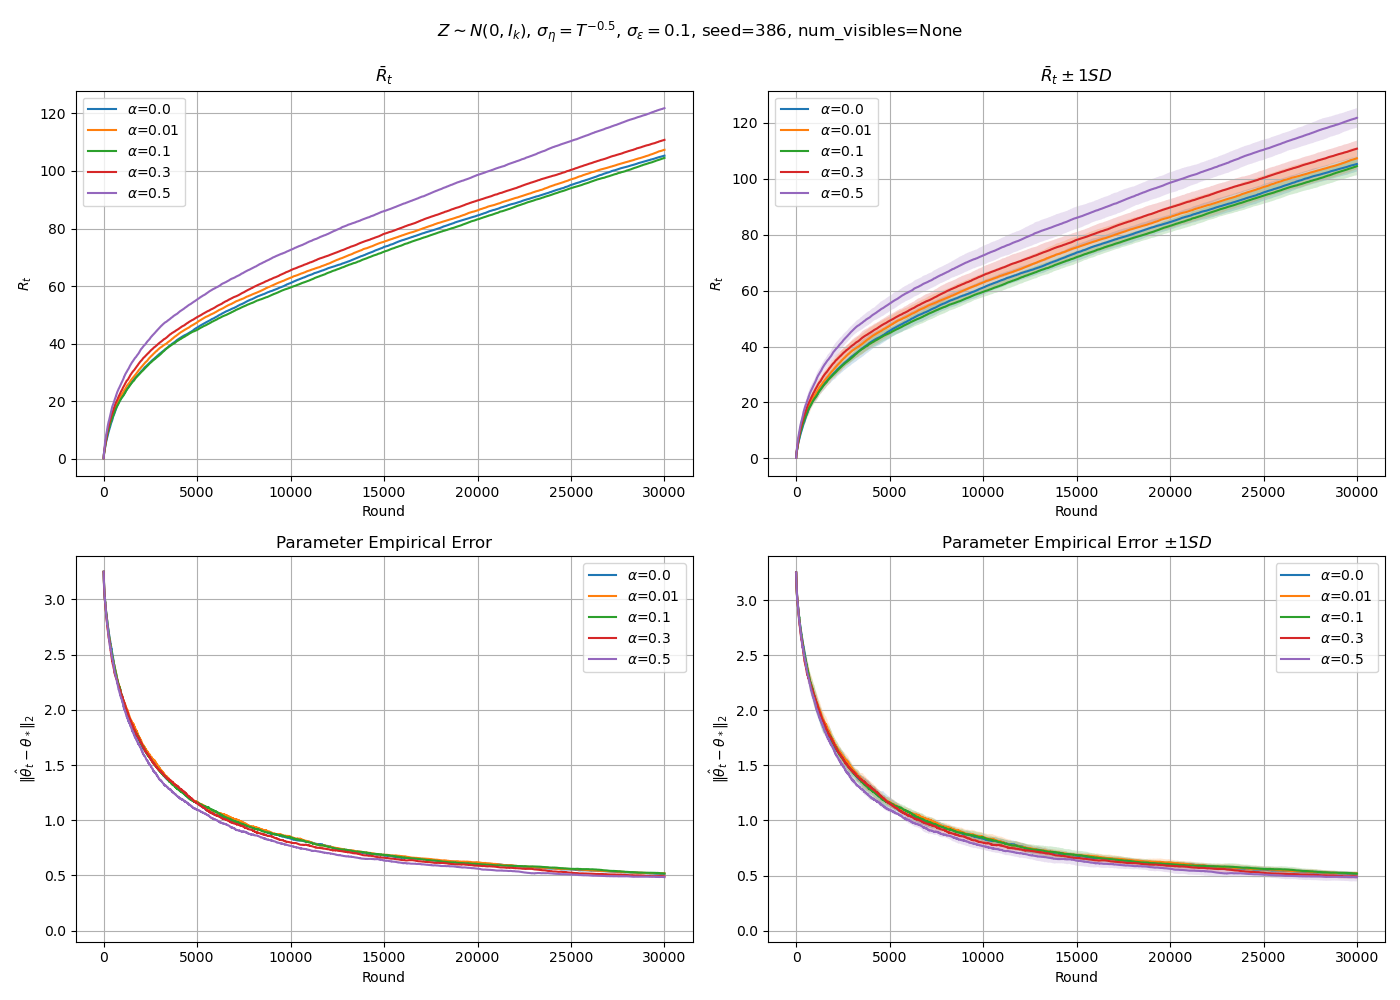 Z ~ N(0, I_k), σ_η = T^{-0.5}, σ_ε = 0.1, seed=386, num_visibles=None
R̄_t
R_t
120
100
80
60
40
20
0
α=0.0
α=0.01
α=0.1
α=0.3
α=0.5
0 5000 10000 15000 20000 25000 30000
Round
R̄_t ± 1SD
R_t
120
100
80
60
40
20
0
α=0.0
α=0.01
α=0.1
α=0.3
α=0.5
0 5000 10000 15000 20000 25000 30000
Round
Parameter Empirical Error
‖θ̂_t − θ_*‖_2
3.0
2.5
2.0
1.5
1.0
0.5
0.0
α=0.0
α=0.01
α=0.1
α=0.3
α=0.5
0 5000 10000 15000 20000 25000 30000
Round
Parameter Empirical Error ±1SD
‖θ̂_t − θ_*‖_2
3.0
2.5
2.0
1.5
1.0
0.5
0.0
α=0.0
α=0.01
α=0.1
α=0.3
α=0.5
0 5000 10000 15000 20000 25000 30000
Round